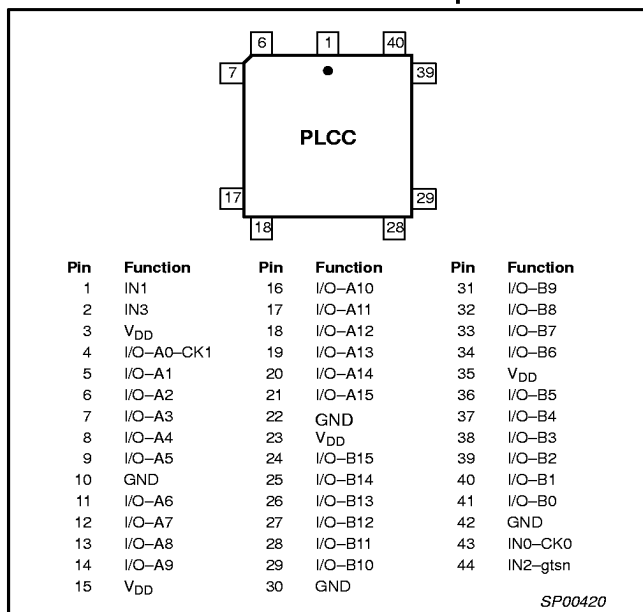 6 1 40
7 39
PLCC
17 29
18 28
Pin Function Pin Function Pin Function
1 IN1 16 I/O–A10 31 I/O–B9
2 IN3 17 I/O–A11 32 I/O–B8
3 VDD 18 I/O–A12 33 I/O–B7
4 I/O–A0–CK1 19 I/O–A13 34 I/O–B6
5 I/O–A1 20 I/O–A14 35 VDD
6 I/O–A2 21 I/O–A15 36 I/O–B5
7 I/O–A3 22 GND 37 I/O–B4
8 I/O–A4 23 VDD 38 I/O–B3
9 I/O–A5 24 I/O–B15 39 I/O–B2
10 GND 25 I/O–B14 40 I/O–B1
11 I/O–A6 26 I/O–B13 41 I/O–B0
12 I/O–A7 27 I/O–B12 42 GND
13 I/O–A8 28 I/O–B11 43 IN0–CK0
14 I/O–A9 29 I/O–B10 44 IN2–gtsn
15 VDD 30 GND
SP00420